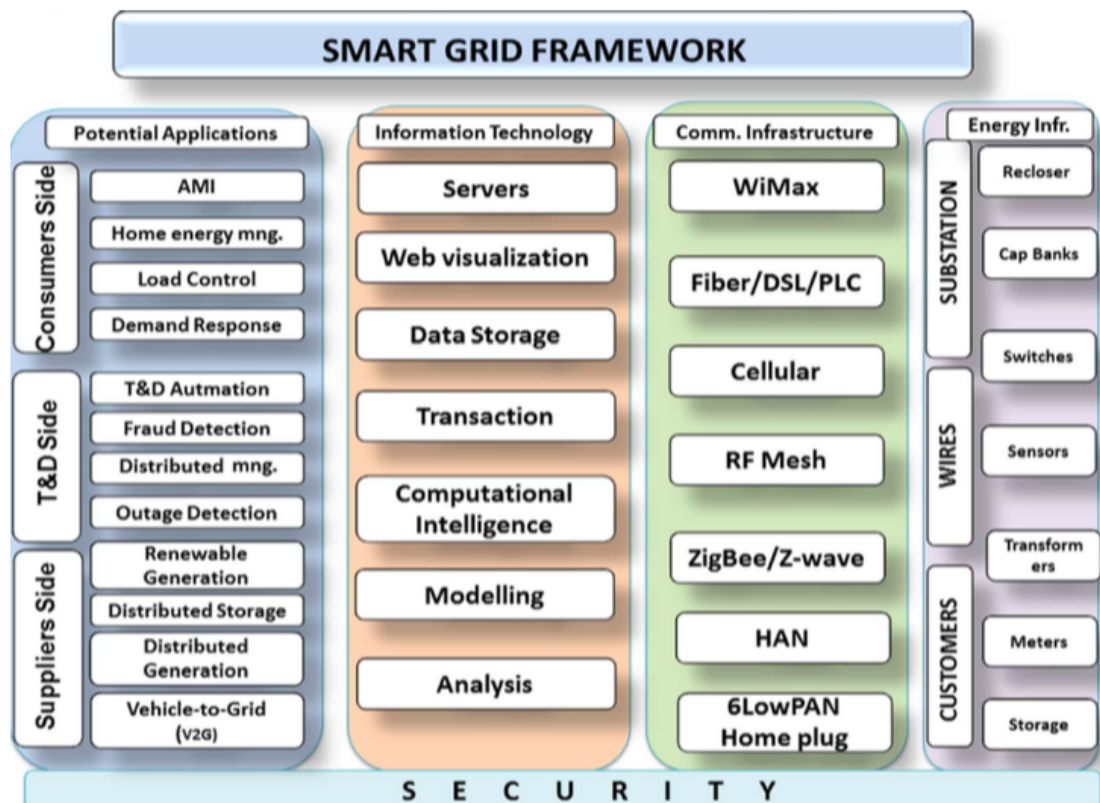 SMART GRID FRAMEWORK
Potential Applications
Consumers Side
AMI
Home energy mng.
Load Control
Demand Response
T&D Side
T&D Autmation
Fraud Detection
Distributed mng.
Outage Detection
Suppliers Side
Renewable
Generation
Distributed Storage
Distributed
Generation
Vehicle-to-Grid
(V2G)
Information Technology
Servers
Web visualization
Data Storage
Transaction
Computational
Intelligence
Modelling
Analysis
Comm. Infrastructure
WiMax
Fiber/DSL/PLC
Cellular
RF Mesh
ZigBee/Z-wave
HAN
6LowPAN
Home plug
Energy Infr.
SUBSTATION
Recloser
Cap Banks
Switches
WIRES
Sensors
Transform
ers
CUSTOMERS
Meters
Storage
S E C U R I T Y